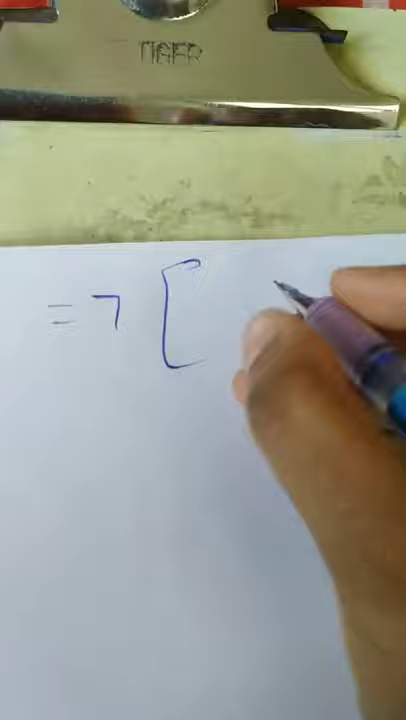 TIGER
= 7 [